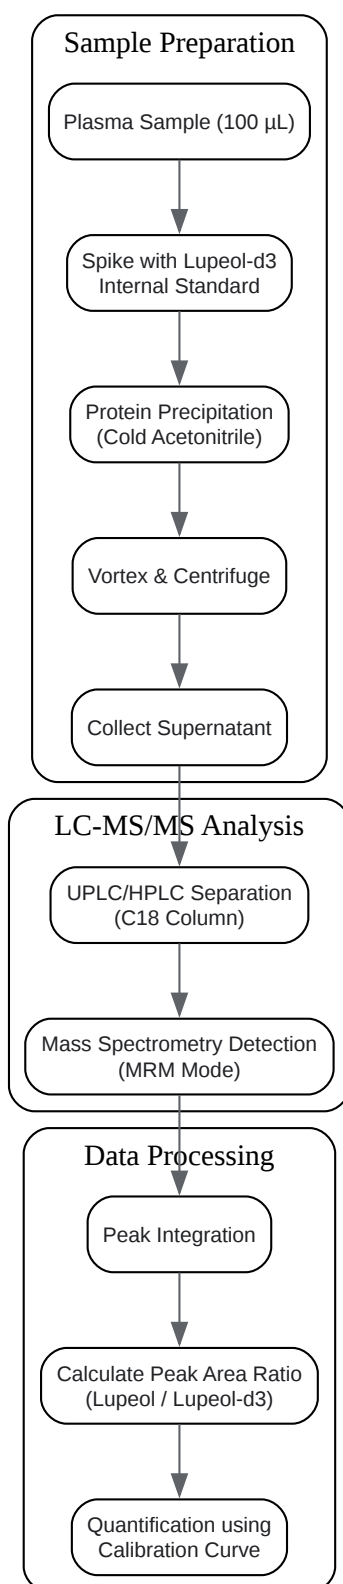 Sample Preparation
Plasma Sample (100 µL)
Spike with Lupeol-d3
Internal Standard
Protein Precipitation
(Cold Acetonitrile)
Vortex & Centrifuge
Collect Supernatant
LC-MS/MS Analysis
UPLC/HPLC Separation
(C18 Column)
Mass Spectrometry Detection
(MRM Mode)
Data Processing
Peak Integration
Calculate Peak Area Ratio
(Lupeol / Lupeol-d3)
Quantification using
Calibration Curve